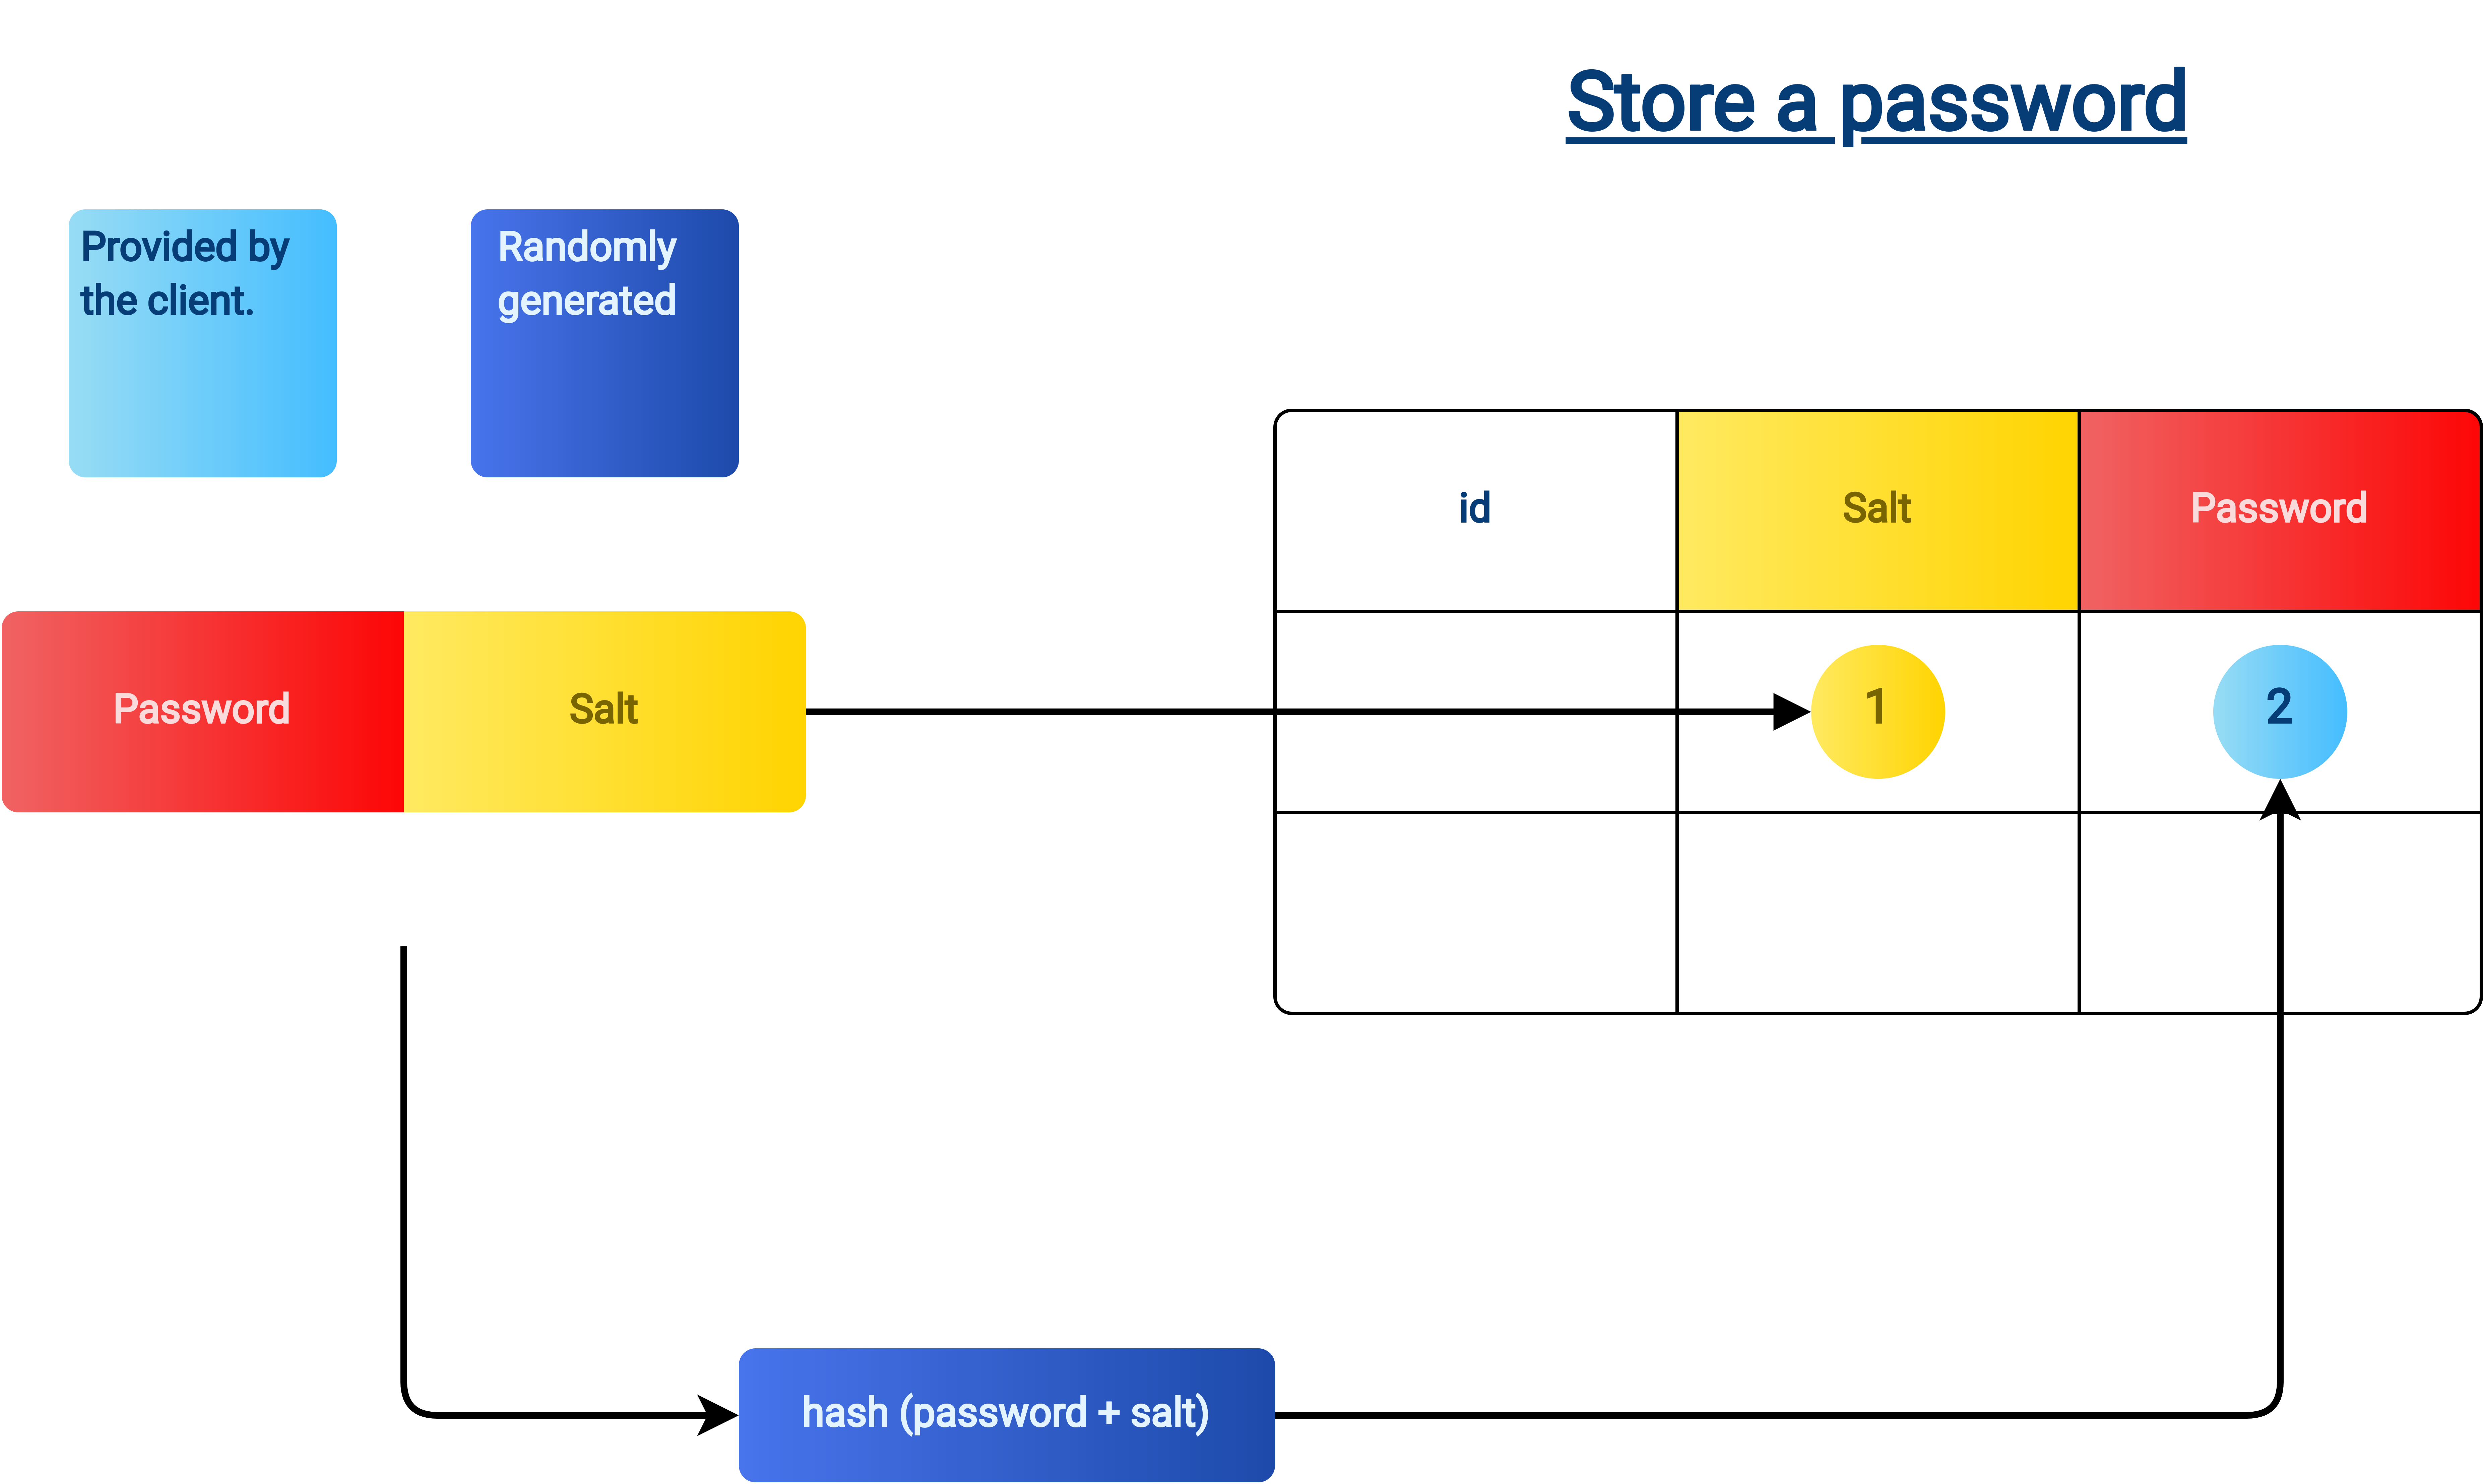 Store a password
Provided by
the client.
Randomly
generated
id
Salt
Password
Password
Salt
1
2
hash (password + salt)